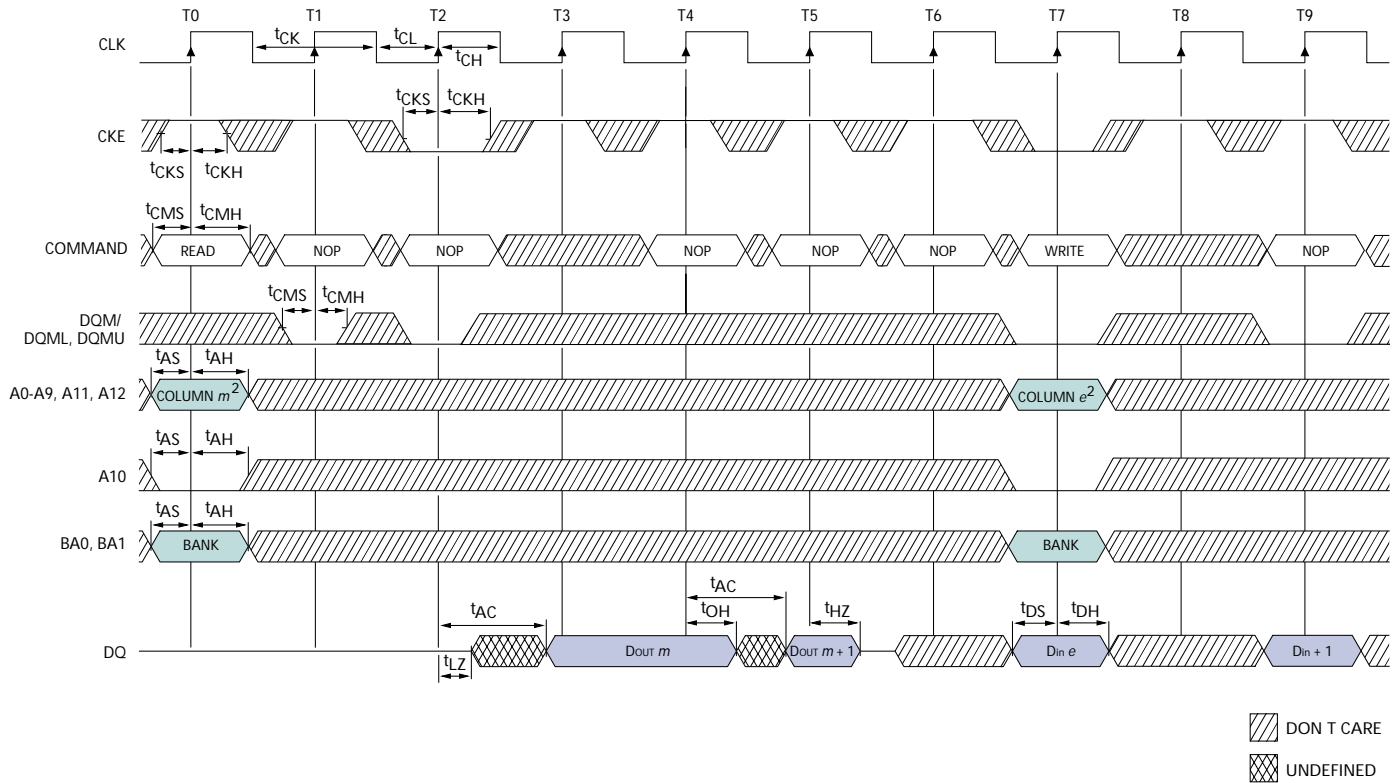 T0 T1 T2 T3 T4 T5 T6 T7 T8 T9
CLK
tCK tCL
tCH
tCKS tCKH
CKE
tCKS tCKH
tCMS tCMH
COMMAND READ NOP NOP NOP NOP NOP WRITE NOP
tCMS tCMH
DQM/
DQML, DQMU
tAS tAH
A0-A9, A11, A12 COLUMN m2 COLUMN e2
tAS tAH
A10
tAS tAH
BA0, BA1 BANK BANK
tAC
tAC tOH tHZ tDS tDH
DQ DOUT m DOUT m + 1 Din e Din + 1
tLZ
DON T CARE
UNDEFINED